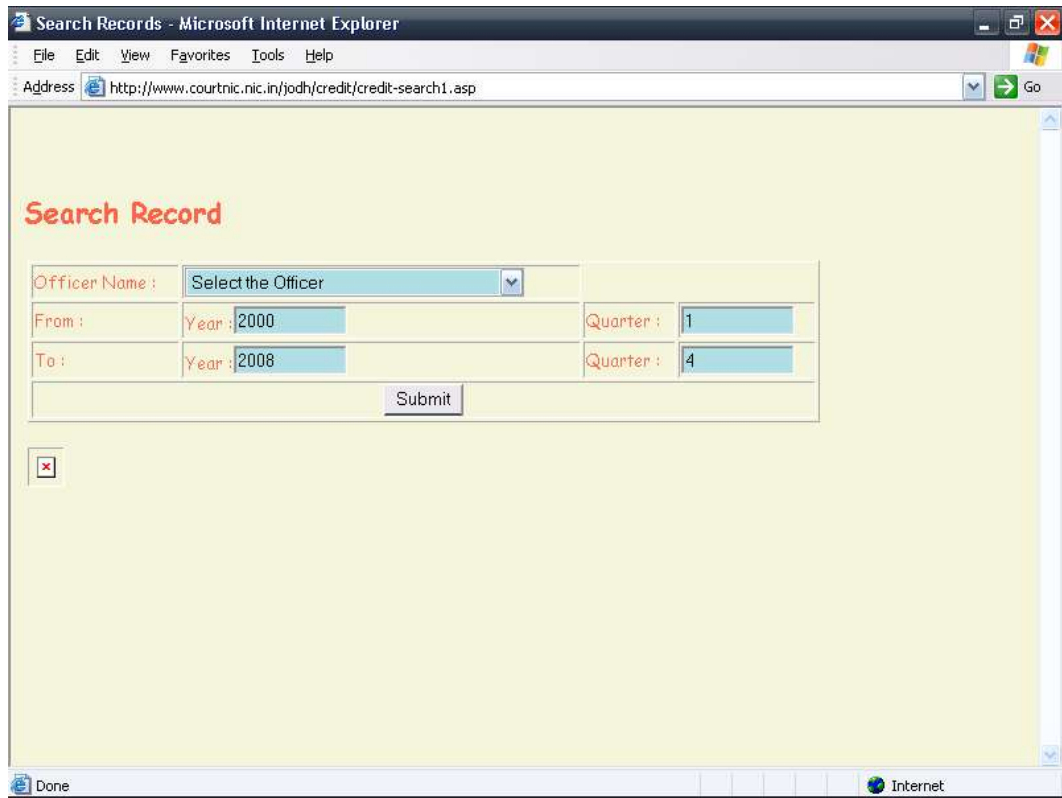 Search Records - Microsoft Internet Explorer
File Edit View Favorites Tools Help
Address http://www.courtnic.nic.in/jodh/credit/credit-search1.asp Go
Search Record
Officer Name : Select the Officer
From : Year : 2000 Quarter : 1
To : Year : 2008 Quarter : 4
Submit
Done Internet